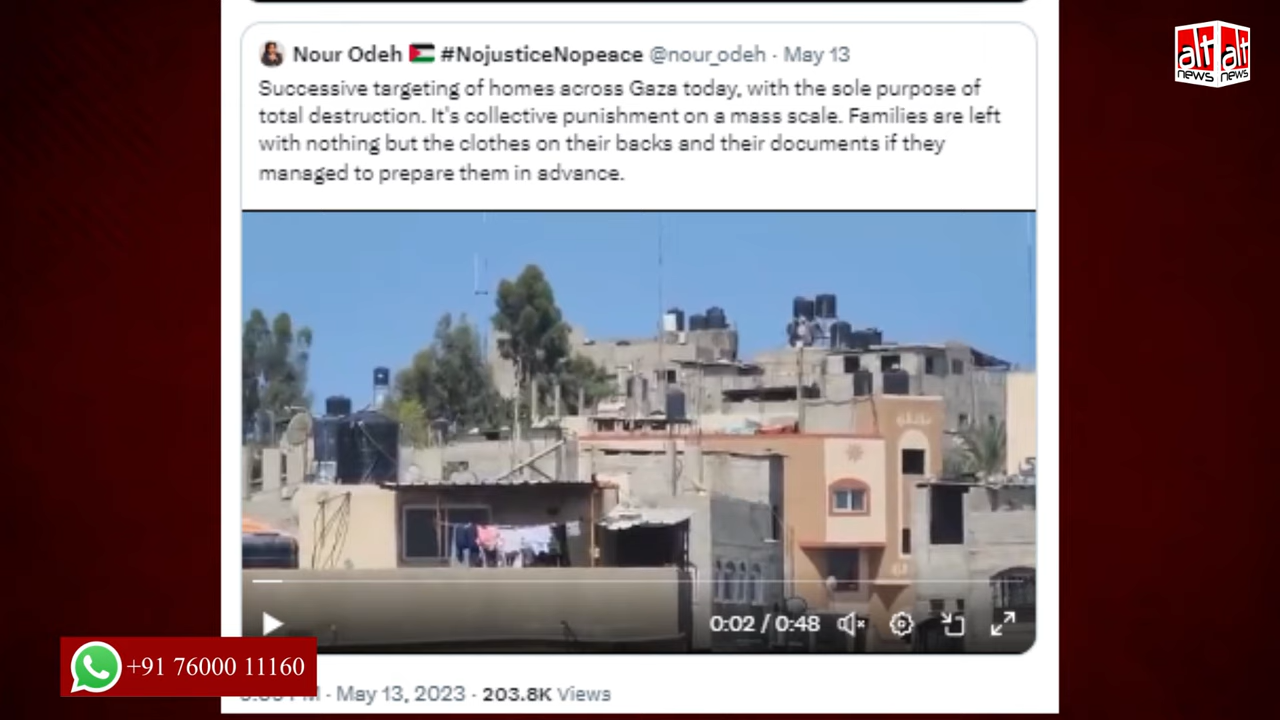 Nour Odeh 🇵🇸 #NojusticeNopeace @nour_odeh · May 13
Successive targeting of homes across Gaza today, with the sole purpose of
total destruction. It's collective punishment on a mass scale. Families are left
with nothing but the clothes on their backs and their documents if they
managed to prepare them in advance.
alt alt
news news
0:02 / 0:48
+91 76000 11160
· May 13, 2023 · 203.8K Views